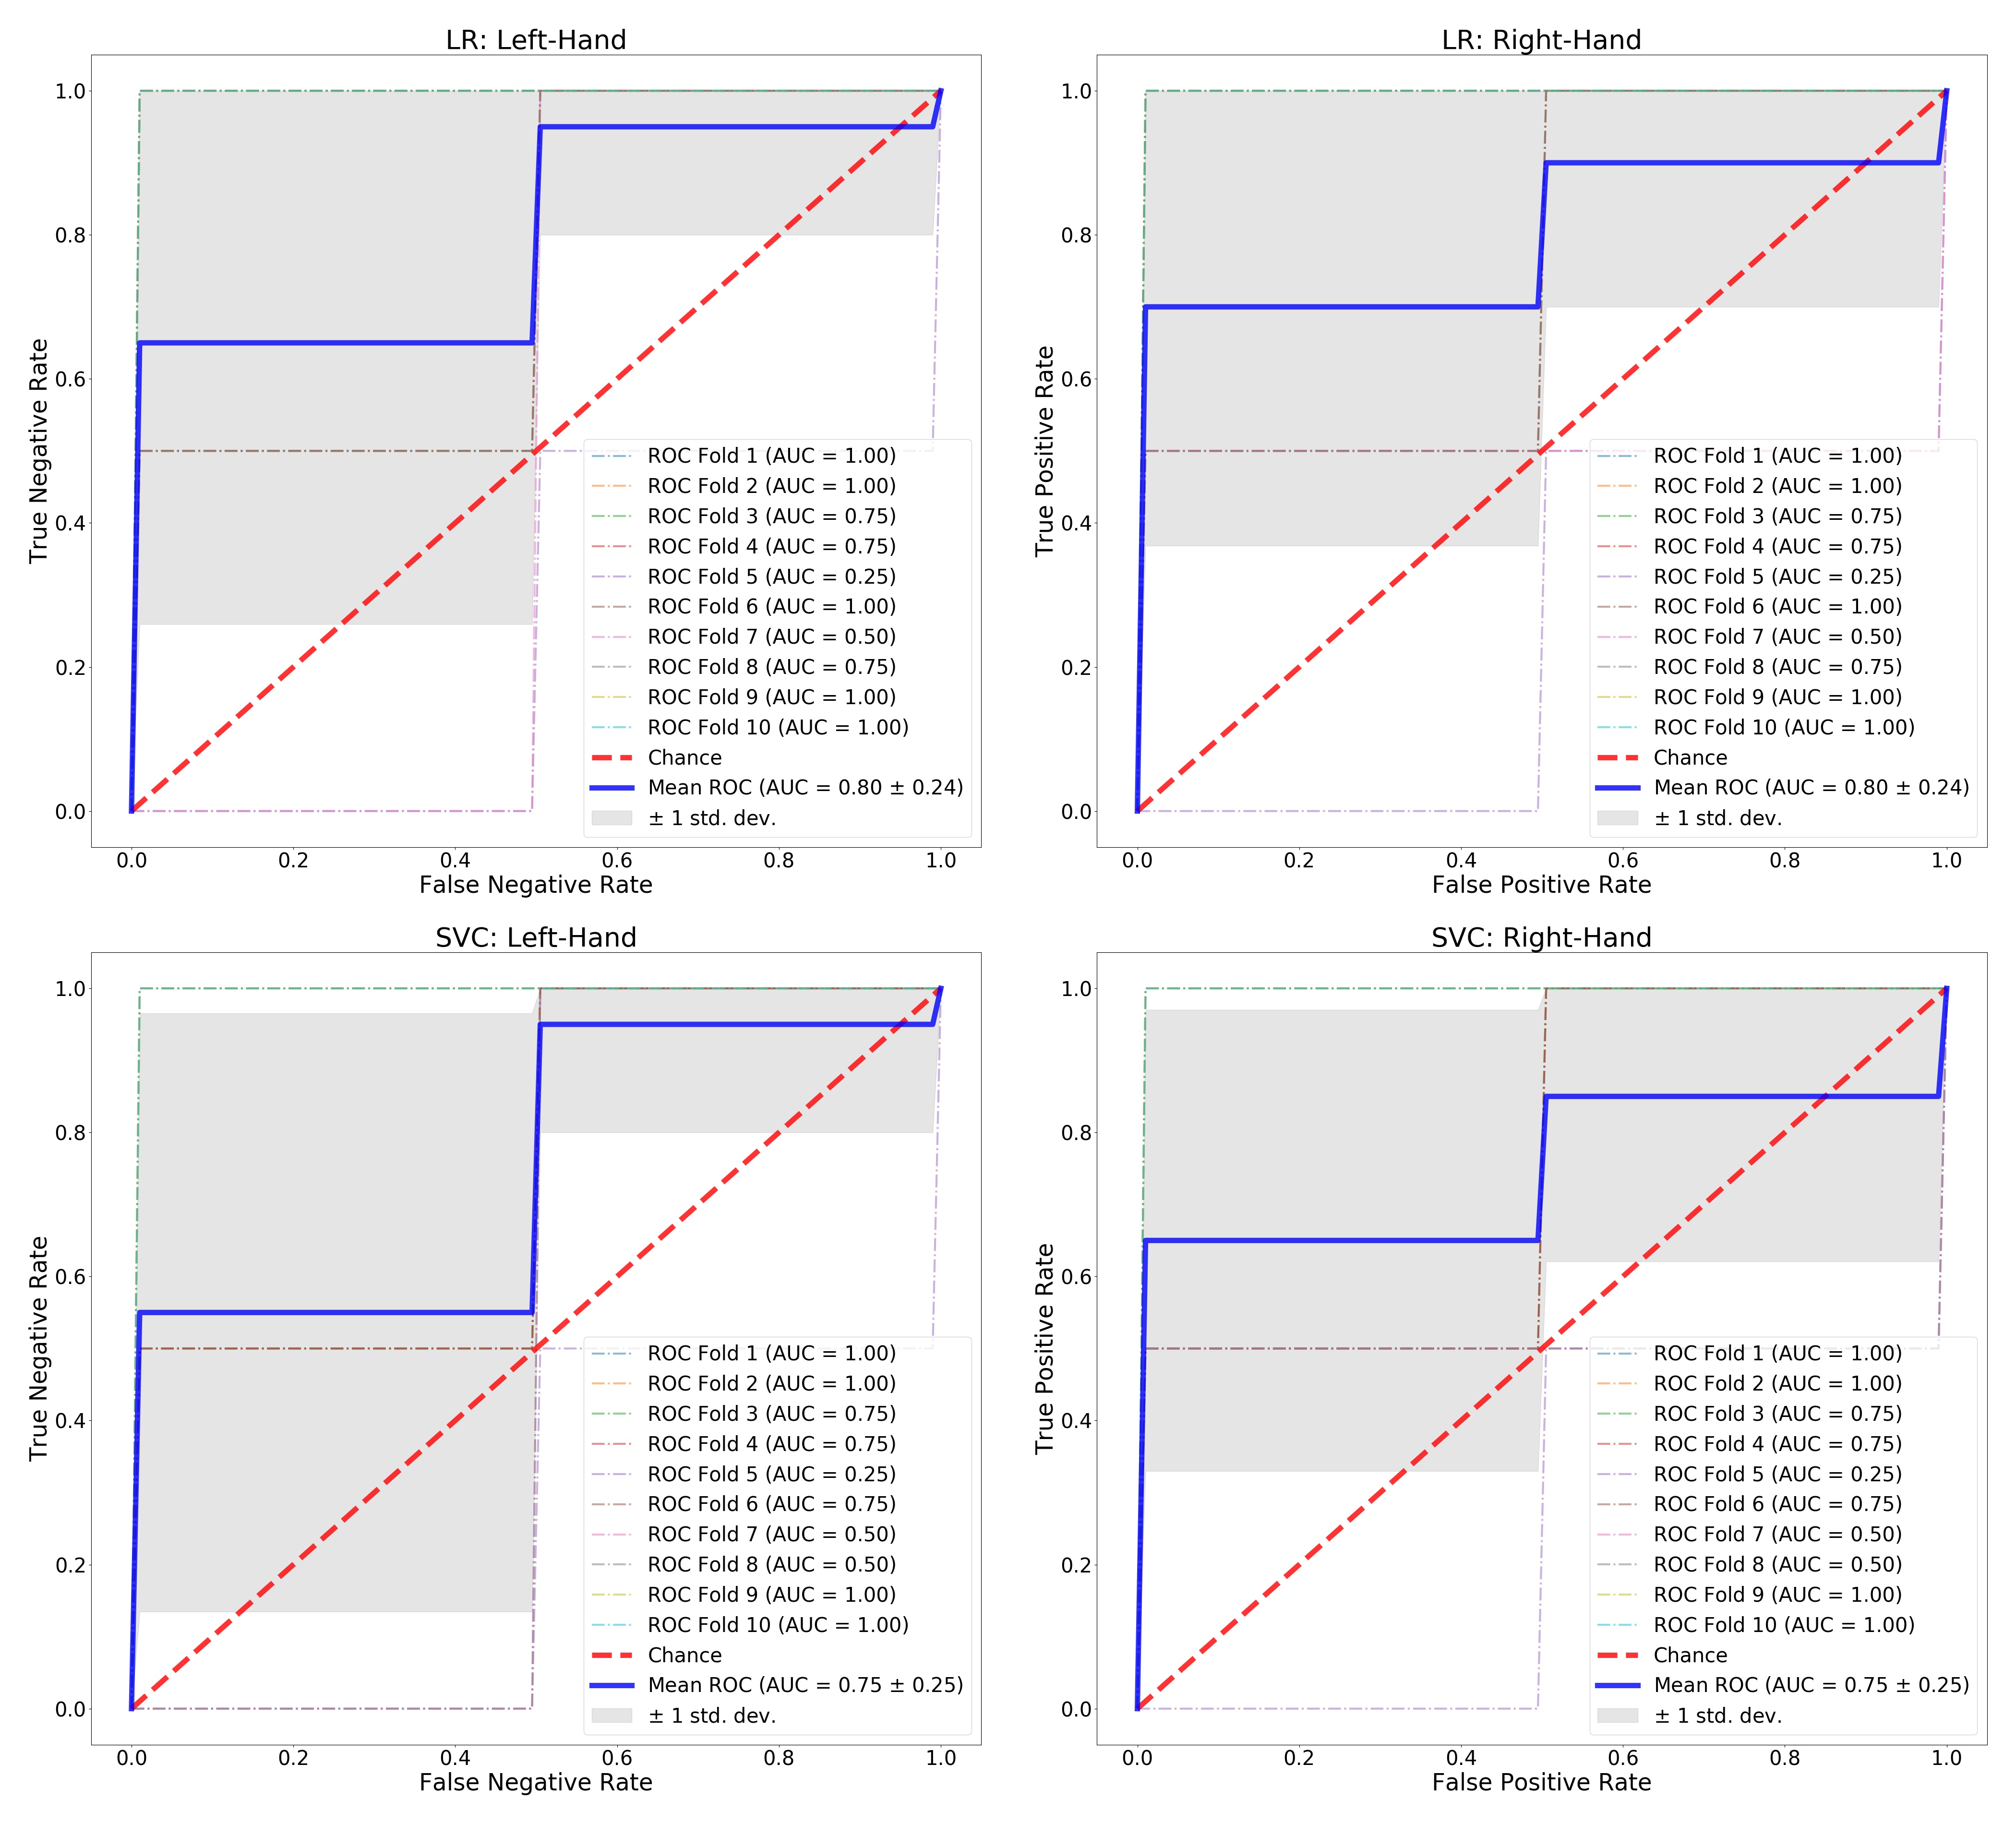 LR: Left-Hand
1.0
0.8
0.6
0.4
0.2
0.0
True Negative Rate
ROC Fold 1 (AUC = 1.00)
ROC Fold 2 (AUC = 1.00)
ROC Fold 3 (AUC = 0.75)
ROC Fold 4 (AUC = 0.75)
ROC Fold 5 (AUC = 0.25)
ROC Fold 6 (AUC = 1.00)
ROC Fold 7 (AUC = 0.50)
ROC Fold 8 (AUC = 0.75)
ROC Fold 9 (AUC = 1.00)
ROC Fold 10 (AUC = 1.00)
Chance
Mean ROC (AUC = 0.80 ± 0.24)
± 1 std. dev.
0.0 0.2 0.4 0.6 0.8 1.0
False Negative Rate
LR: Right-Hand
1.0
0.8
0.6
0.4
0.2
0.0
True Positive Rate
ROC Fold 1 (AUC = 1.00)
ROC Fold 2 (AUC = 1.00)
ROC Fold 3 (AUC = 0.75)
ROC Fold 4 (AUC = 0.75)
ROC Fold 5 (AUC = 0.25)
ROC Fold 6 (AUC = 1.00)
ROC Fold 7 (AUC = 0.50)
ROC Fold 8 (AUC = 0.75)
ROC Fold 9 (AUC = 1.00)
ROC Fold 10 (AUC = 1.00)
Chance
Mean ROC (AUC = 0.80 ± 0.24)
± 1 std. dev.
0.0 0.2 0.4 0.6 0.8 1.0
False Positive Rate
SVC: Left-Hand
1.0
0.8
0.6
0.4
0.2
0.0
True Negative Rate
ROC Fold 1 (AUC = 1.00)
ROC Fold 2 (AUC = 1.00)
ROC Fold 3 (AUC = 0.75)
ROC Fold 4 (AUC = 0.75)
ROC Fold 5 (AUC = 0.25)
ROC Fold 6 (AUC = 0.75)
ROC Fold 7 (AUC = 0.50)
ROC Fold 8 (AUC = 0.50)
ROC Fold 9 (AUC = 1.00)
ROC Fold 10 (AUC = 1.00)
Chance
Mean ROC (AUC = 0.75 ± 0.25)
± 1 std. dev.
0.0 0.2 0.4 0.6 0.8 1.0
False Negative Rate
SVC: Right-Hand
1.0
0.8
0.6
0.4
0.2
0.0
True Positive Rate
ROC Fold 1 (AUC = 1.00)
ROC Fold 2 (AUC = 1.00)
ROC Fold 3 (AUC = 0.75)
ROC Fold 4 (AUC = 0.75)
ROC Fold 5 (AUC = 0.25)
ROC Fold 6 (AUC = 0.75)
ROC Fold 7 (AUC = 0.50)
ROC Fold 8 (AUC = 0.50)
ROC Fold 9 (AUC = 1.00)
ROC Fold 10 (AUC = 1.00)
Chance
Mean ROC (AUC = 0.75 ± 0.25)
± 1 std. dev.
0.0 0.2 0.4 0.6 0.8 1.0
False Positive Rate